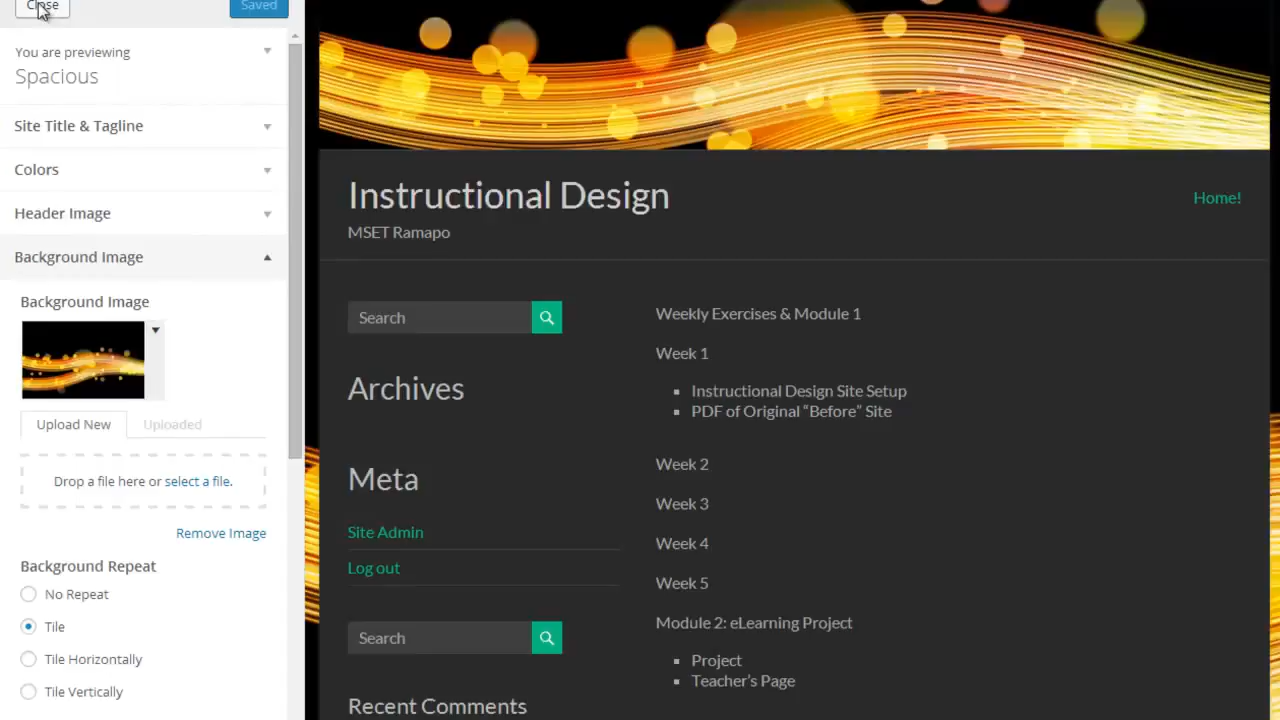 Close
Saved
You are previewing
Spacious
Site Title & Tagline
Colors
Header Image
Background Image
Background Image
Upload New
Uploaded
Drop a file here or select a file.
Remove Image
Background Repeat
No Repeat
Tile
Tile Horizontally
Tile Vertically
Instructional Design
MSET Ramapo
Home!
Search
Archives
Meta
Site Admin
Log out
Search
Recent Comments
Weekly Exercises & Module 1
Week 1
Instructional Design Site Setup
PDF of Original “Before” Site
Week 2
Week 3
Week 4
Week 5
Module 2: eLearning Project
Project
Teacher’s Page